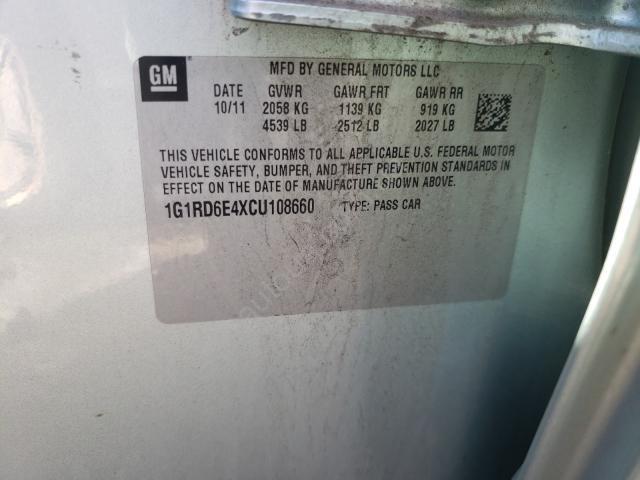 GM
MFD BY GENERAL MOTORS LLC
DATE GVWR GAWR FRT GAWR RR
10/11 2058 KG 1139 KG 919 KG
4539 LB 2512 LB 2027 LB
THIS VEHICLE CONFORMS TO ALL APPLICABLE U.S. FEDERAL MOTOR
VEHICLE SAFETY, BUMPER, AND THEFT PREVENTION STANDARDS IN
EFFECT ON THE DATE OF MANUFACTURE SHOWN ABOVE.
1G1RD6E4XCU108660 TYPE: PASS CAR